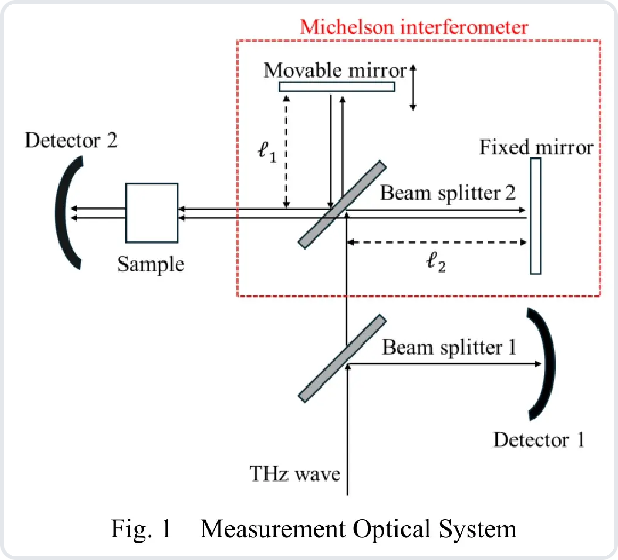 Michelson interferometer
Movable mirror
Detector 2
ℓ1
Fixed mirror
Beam splitter 2
Sample
ℓ2
Beam splitter 1
Detector 1
THz wave
Fig. 1 Measurement Optical System